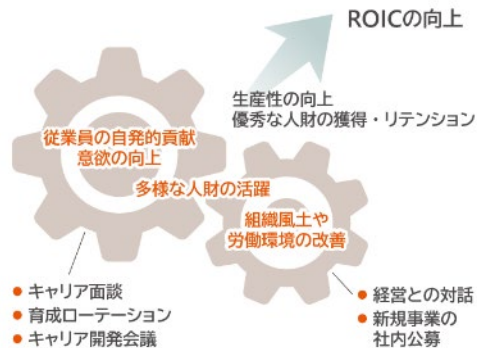 ROICの向上
生産性の向上
優秀な人財の獲得・リテンション
従業員の自発的貢献
意欲の向上
多様な人財の活躍
組織風土や
労働環境の改善
● キャリア面談
● 育成ローテーション
● キャリア開発会議
● 経営との対話
● 新規事業の
社内公募